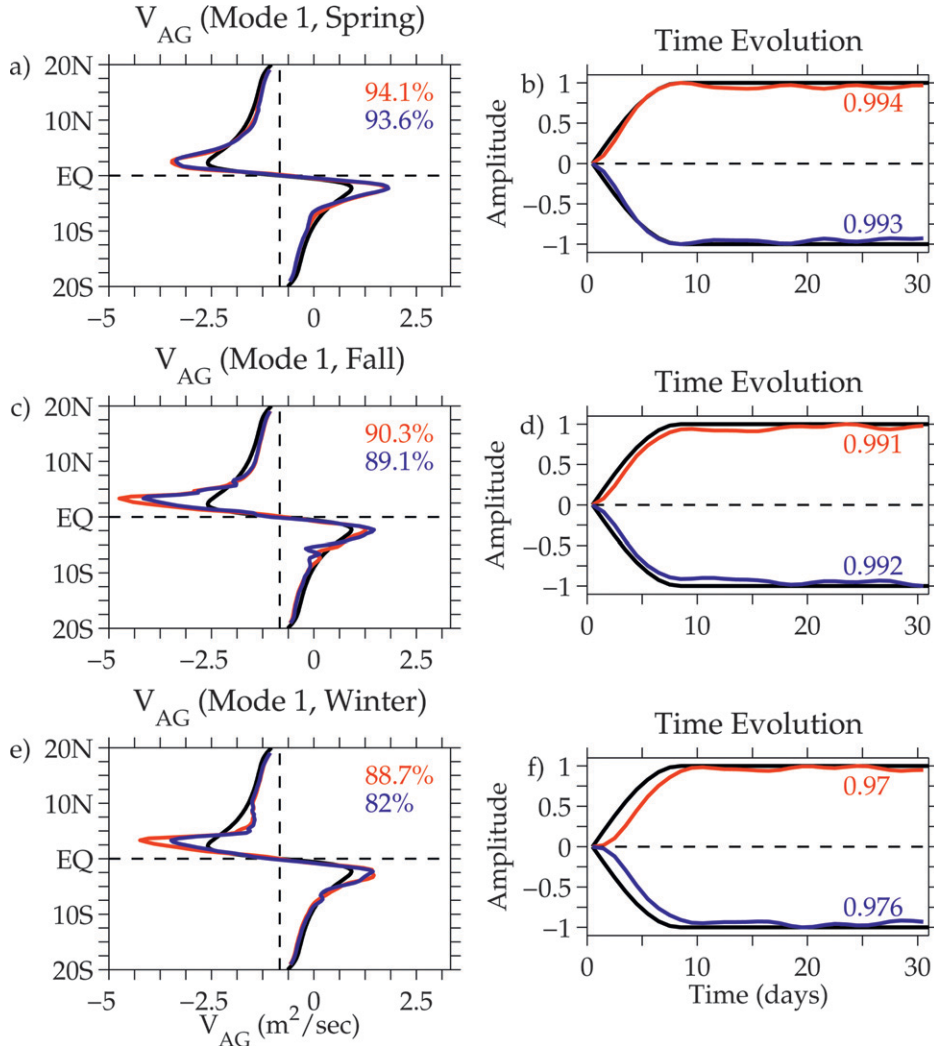 V_AG (Mode 1, Spring)
Time Evolution
a)
20N
10N
EQ
10S
20S
94.1%
93.6%
−5
−2.5
0
2.5
b)
Amplitude
1
0.5
0
−0.5
−1
0.994
0.993
0
10
20
30
V_AG (Mode 1, Fall)
Time Evolution
c)
20N
10N
EQ
10S
20S
90.3%
89.1%
−5
−2.5
0
2.5
d)
Amplitude
1
0.5
0
−0.5
−1
0.991
0.992
0
10
20
30
V_AG (Mode 1, Winter)
Time Evolution
e)
20N
10N
EQ
10S
20S
88.7%
82%
−5
−2.5
0
2.5
V_AG (m²/sec)
f)
Amplitude
1
0.5
0
−0.5
−1
0.97
0.976
0
10
20
30
Time (days)